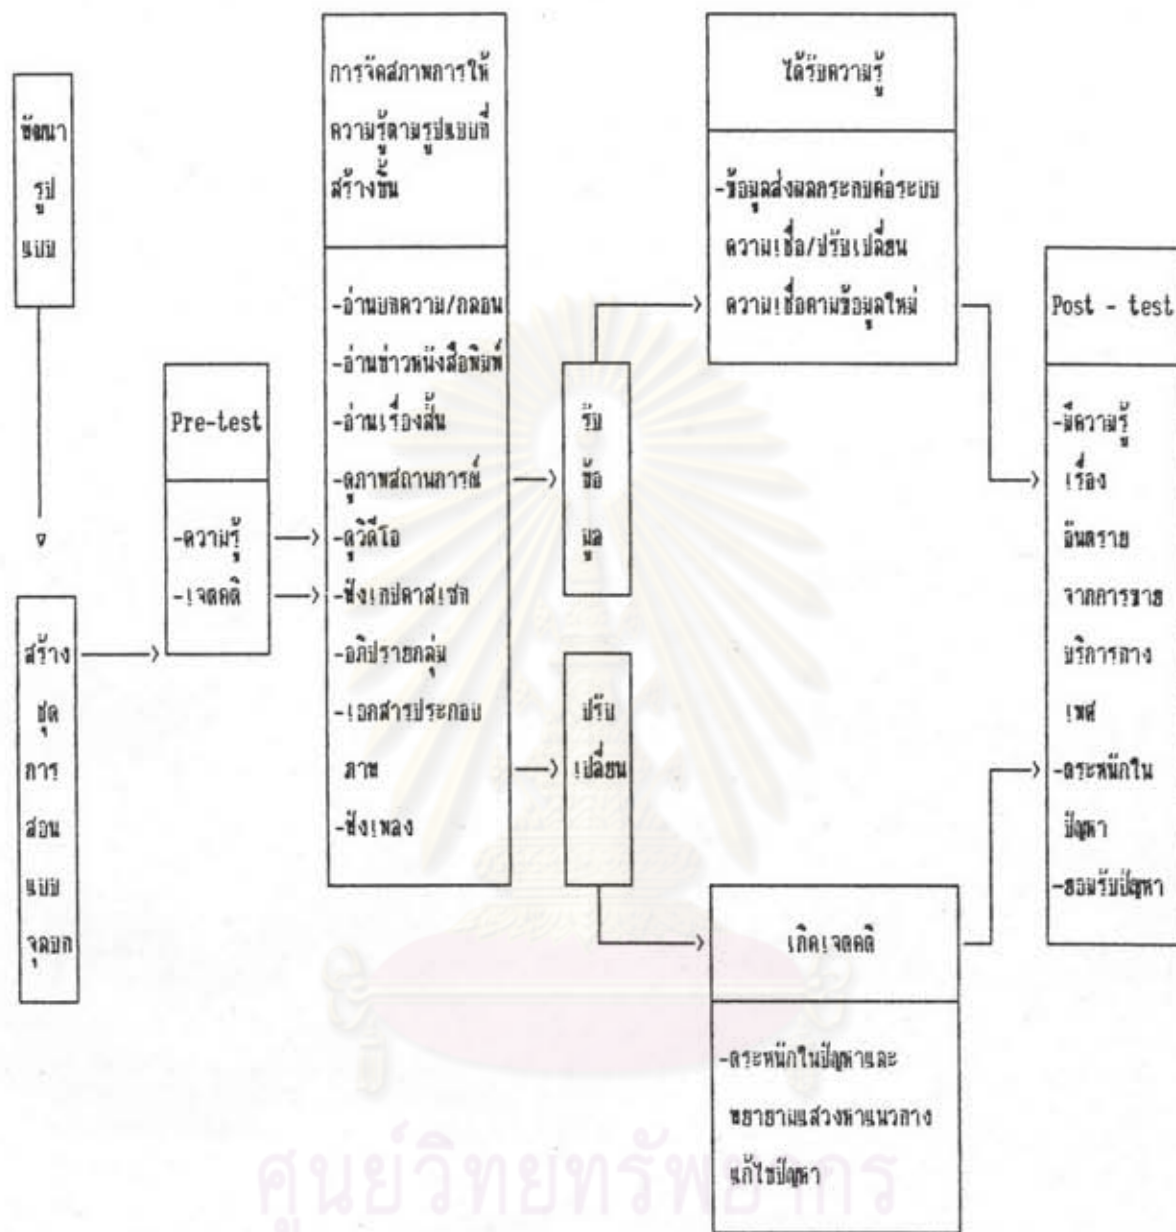 พัฒนา
รูป
แบบ
สร้าง
ชุด
การ
สอน
แบบ
จุลบท
Pre-test
-ความรู้
-เจตคติ
การจัดสภาพการให้
ความรู้ตามรูปแบบที่
สร้างขึ้น
-อ่านบทความ/กลอน
-อ่านข่าวหนังสือพิมพ์
-อ่านเรื่องสั้น
-ดูภาพสถานการณ์
-ดูวิดีโอ
-ฟังเทปคาสเซท
-อภิปรายกลุ่ม
-เอกสารประกอบ
ภาพ
-ฟังเพลง
รับ
ข้อ
มูล
ปรับ
เปลี่ยน
ได้รับความรู้
-ข้อมูลส่งผลกระทบต่อระบบ
ความเชื่อ/ปรับเปลี่ยน
ความเชื่อตามข้อมูลใหม่
เกิดเจตคติ
-ตระหนักในปัญหาและ
พยายามแสวงหาแนวทาง
แก้ไขปัญหา
Post - test
-มีความรู้
เรื่อง
อันตราย
จากการขาย
บริการทาง
เพศ
-ตระหนักใน
ปัญหา
-ยอมรับปัญหา
ศูนย์วิทยทรัพยากร